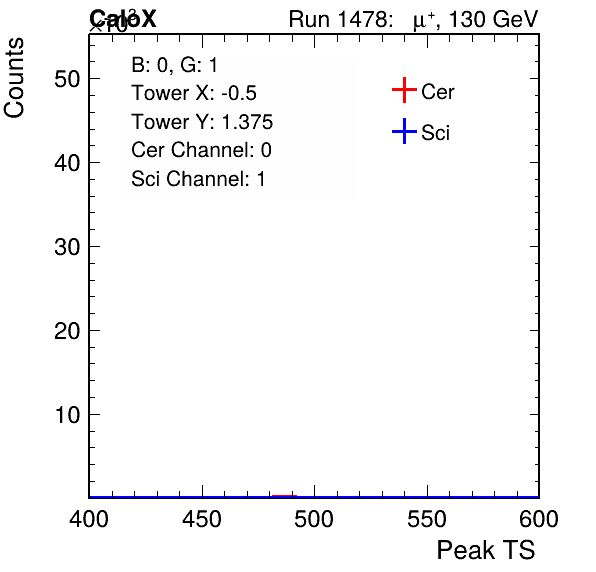 CaloX Run 1478: μ⁺, 130 GeV
×10³
Counts
B: 0, G: 1
Tower X: -0.5
Tower Y: 1.375
Cer Channel: 0
Sci Channel: 1
Cer
Sci
50
40
30
20
10
400 450 500 550 600
Peak TS